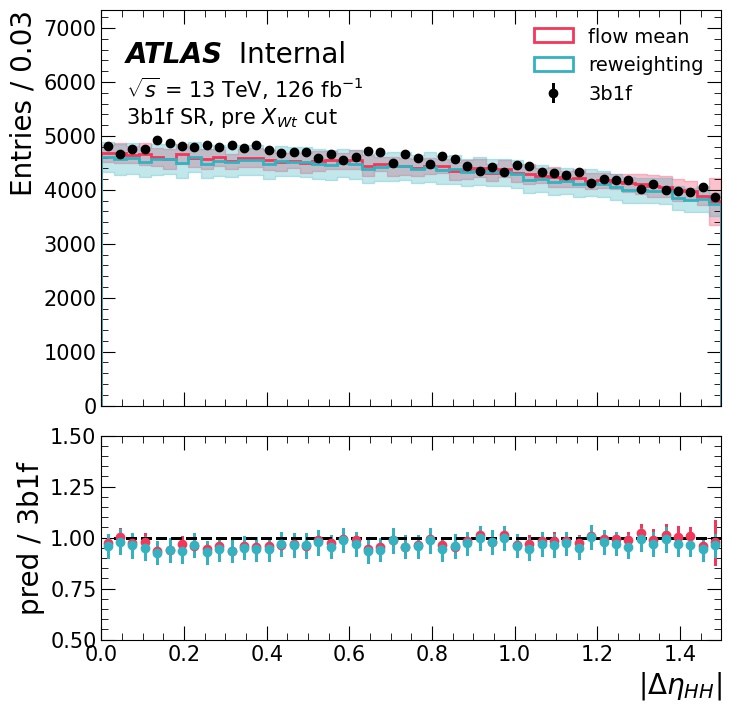 Entries / 0.03
7000
6000
5000
4000
3000
2000
1000
0
ATLAS Internal
√s = 13 TeV, 126 fb⁻¹
3b1f SR, pre X_Wt cut
flow mean
reweighting
3b1f
pred / 3b1f
1.50
1.25
1.00
0.75
0.50
0.0 0.2 0.4 0.6 0.8 1.0 1.2 1.4
|Δη_HH|